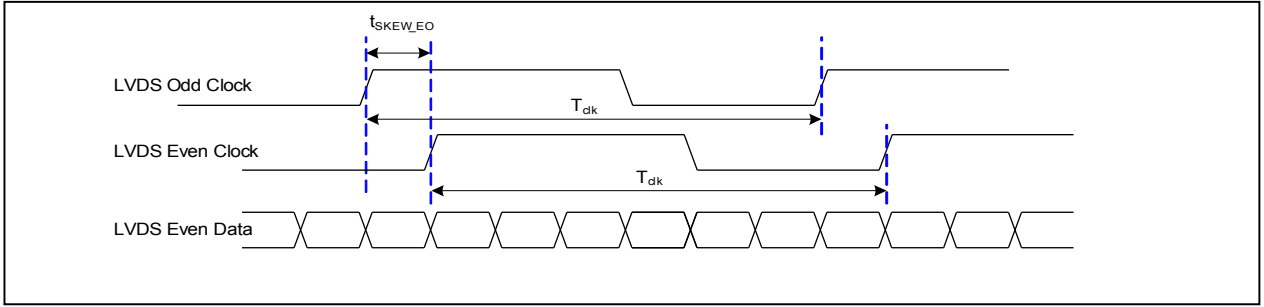 tSKEW_EO
LVDS Odd Clock
Tclk
LVDS Even Clock
Tclk
LVDS Even Data